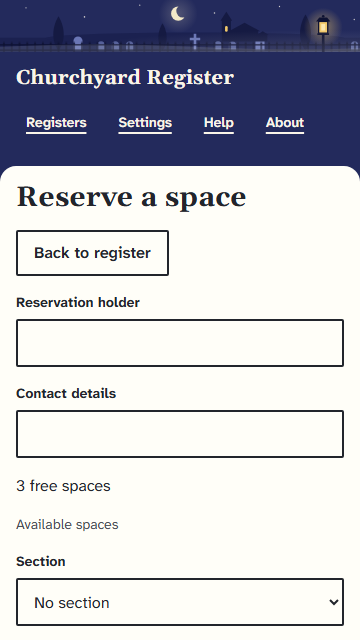 Churchyard Register
Registers Settings Help About
Reserve a space
Back to register
Reservation holder
Contact details
3 free spaces
Available spaces
Section
No section